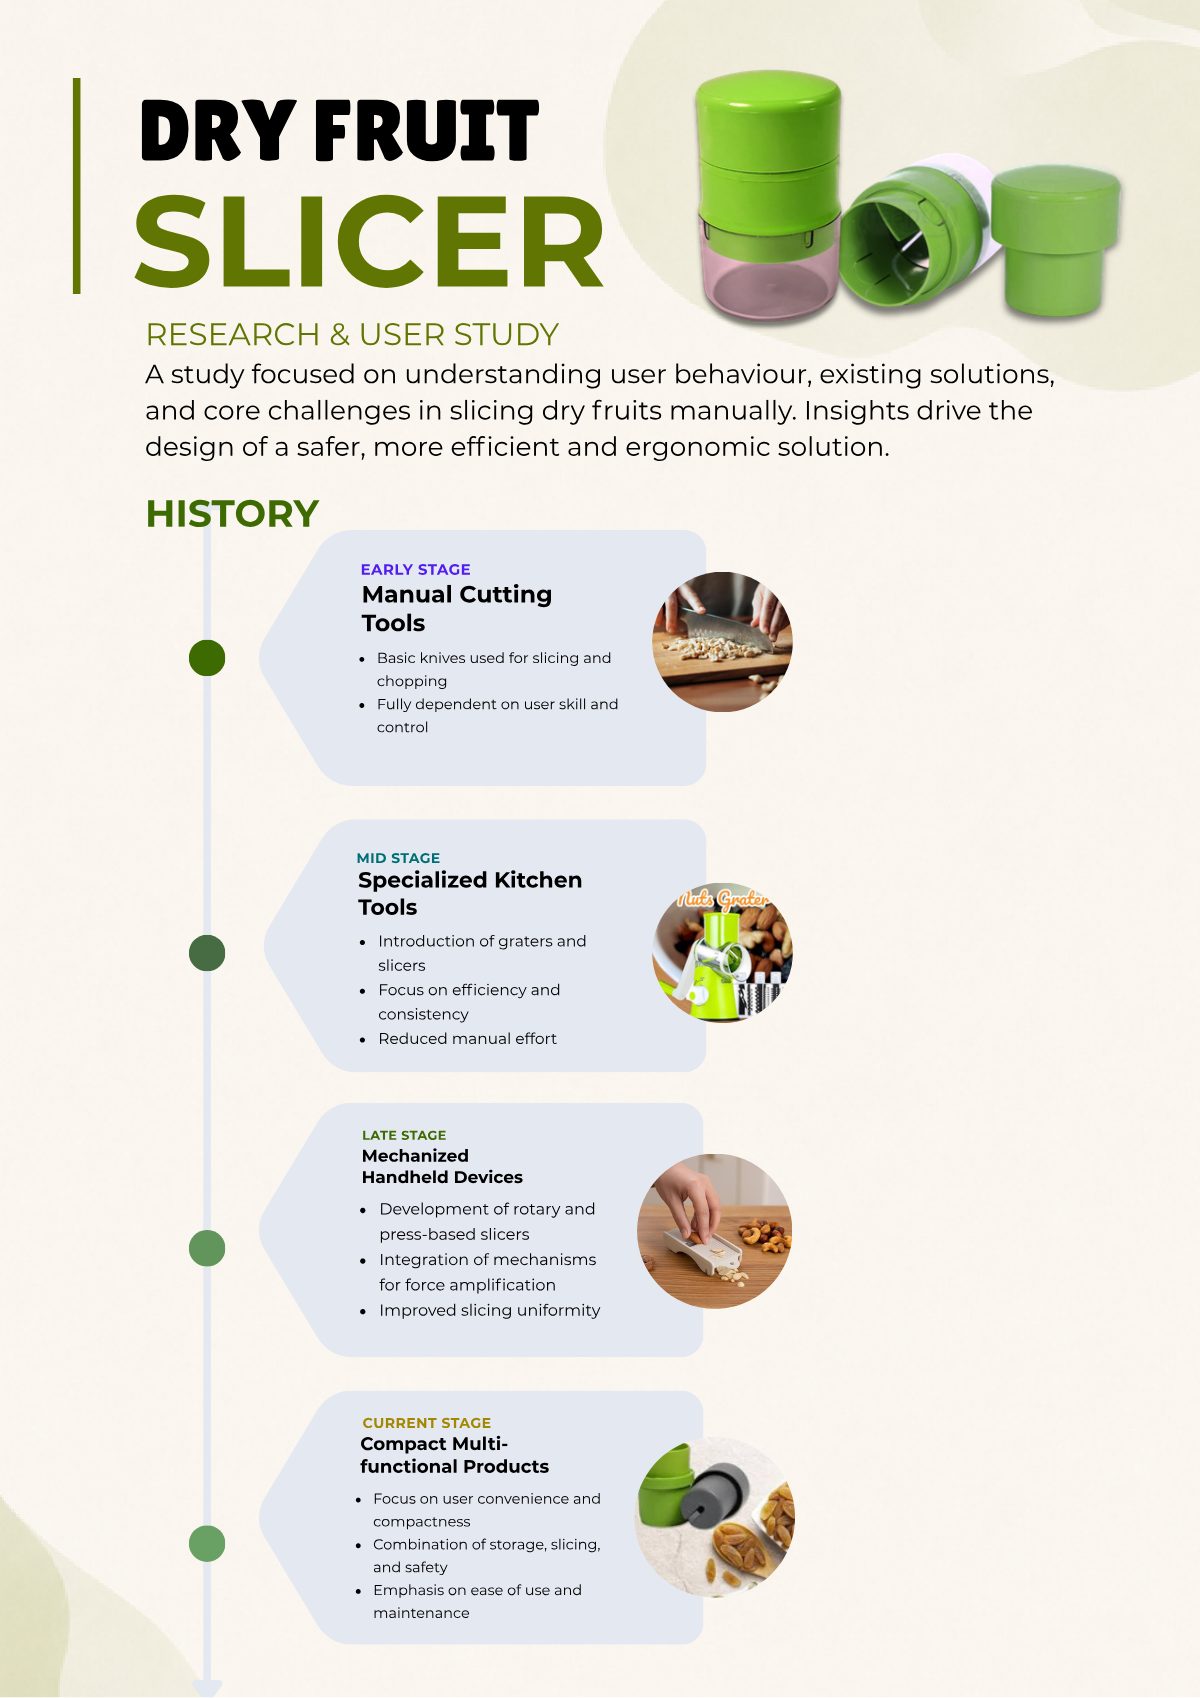 DRY FRUIT
SLICER
RESEARCH & USER STUDY
A study focused on understanding user behaviour, existing solutions,
and core challenges in slicing dry fruits manually. Insights drive the
design of a safer, more efficient and ergonomic solution.
HISTORY
EARLY STAGE
Manual Cutting
Tools
• Basic knives used for slicing and
chopping
• Fully dependent on user skill and
control
MID STAGE
Specialized Kitchen
Tools
• Introduction of graters and
slicers
• Focus on efficiency and
consistency
• Reduced manual effort
Nuts Grater
LATE STAGE
Mechanized
Handheld Devices
• Development of rotary and
press-based slicers
• Integration of mechanisms
for force amplification
• Improved slicing uniformity
CURRENT STAGE
Compact Multi-
functional Products
• Focus on user convenience and
compactness
• Combination of storage, slicing,
and safety
• Emphasis on ease of use and
maintenance